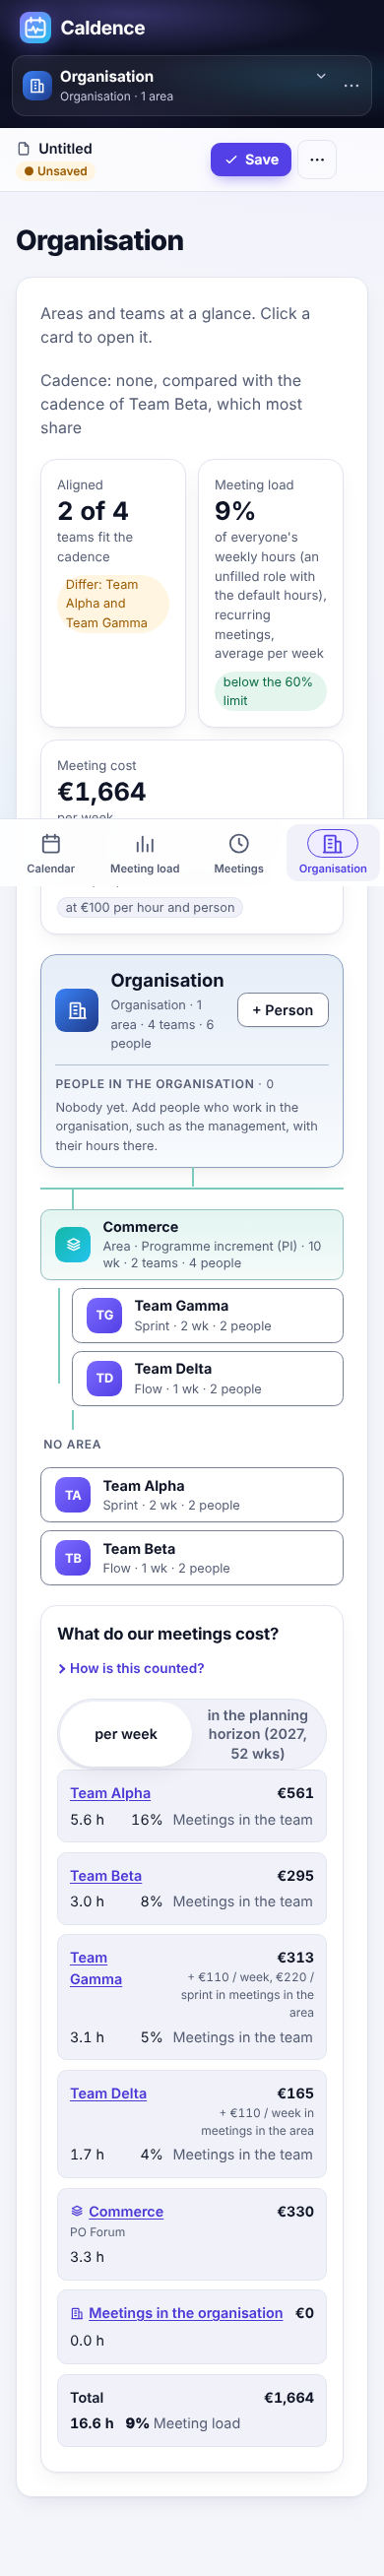 Caldence
Organisation
Organisation · 1 area
Untitled
Unsaved
Save
Organisation
Areas and teams at a glance. Click a
card to open it.
Cadence: none, compared with the
cadence of Team Beta, which most
share
Aligned
2 of 4
teams fit the
cadence
Differ: Team
Alpha and
Team Gamma
Meeting load
9%
of everyone's
weekly hours (an
unfilled role with
the default hours),
recurring
meetings,
average per week
below the 60%
limit
Meeting cost
€1,664
Calendar
Meeting load
Meetings
Organisation
at €100 per hour and person
Organisation
Organisation · 1
area · 4 teams · 6
people
+ Person
PEOPLE IN THE ORGANISATION · 0
Nobody yet. Add people who work in the
organisation, such as the management, with
their hours there.
Commerce
Area · Programme increment (PI) · 10
wk · 2 teams · 4 people
TG
Team Gamma
Sprint · 2 wk · 2 people
TD
Team Delta
Flow · 1 wk · 2 people
NO AREA
TA
Team Alpha
Sprint · 2 wk · 2 people
TB
Team Beta
Flow · 1 wk · 2 people
What do our meetings cost?
How is this counted?
per week
in the planning
horizon (2027,
52 wks)
Team Alpha €561
5.6 h 16% Meetings in the team
Team Beta €295
3.0 h 8% Meetings in the team
Team
Gamma
€313
+ €110 / week, €220 /
sprint in meetings in the
area
3.1 h 5% Meetings in the team
Team Delta €165
+ €110 / week in
meetings in the area
1.7 h 4% Meetings in the team
Commerce €330
PO Forum
3.3 h
Meetings in the organisation €0
0.0 h
Total €1,664
16.6 h 9% Meeting load